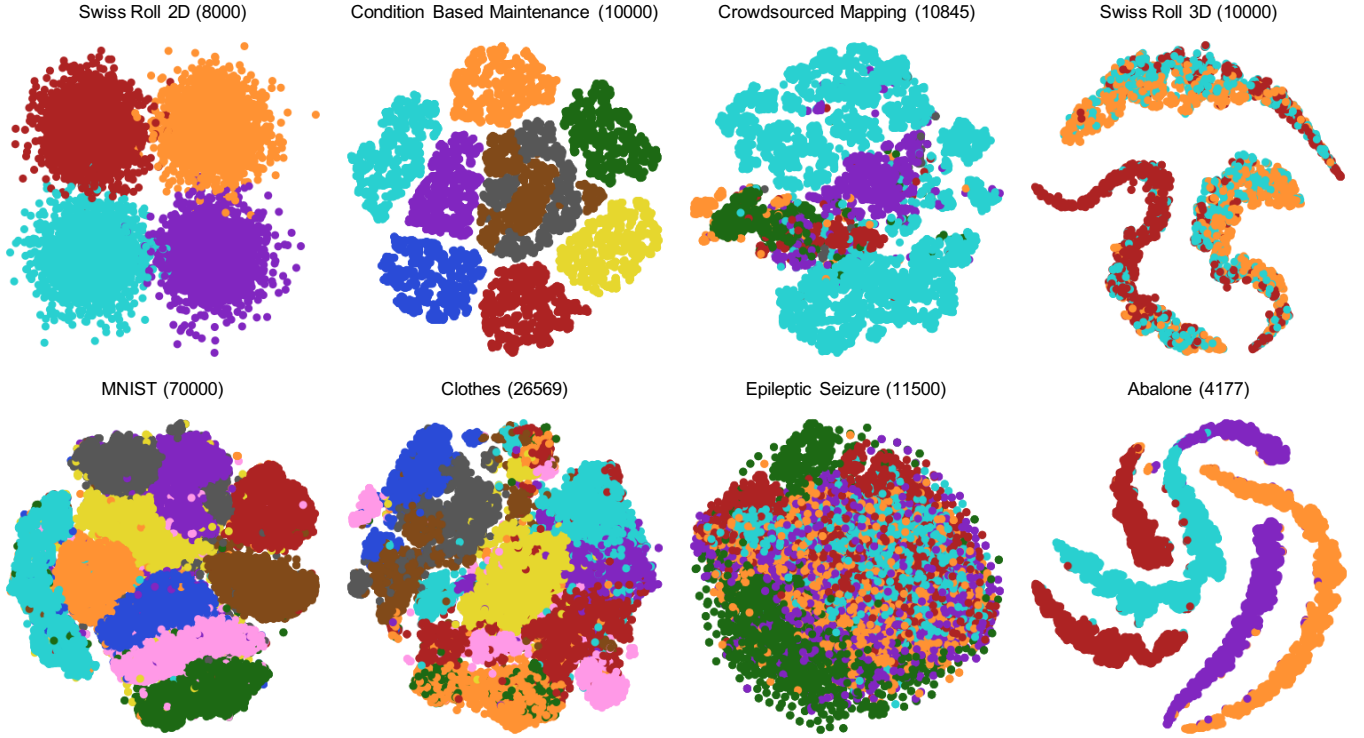 Swiss Roll 2D (8000)
Condition Based Maintenance (10000)
Crowdsourced Mapping (10845)
Swiss Roll 3D (10000)
MNIST (70000)
Clothes (26569)
Epileptic Seizure (11500)
Abalone (4177)